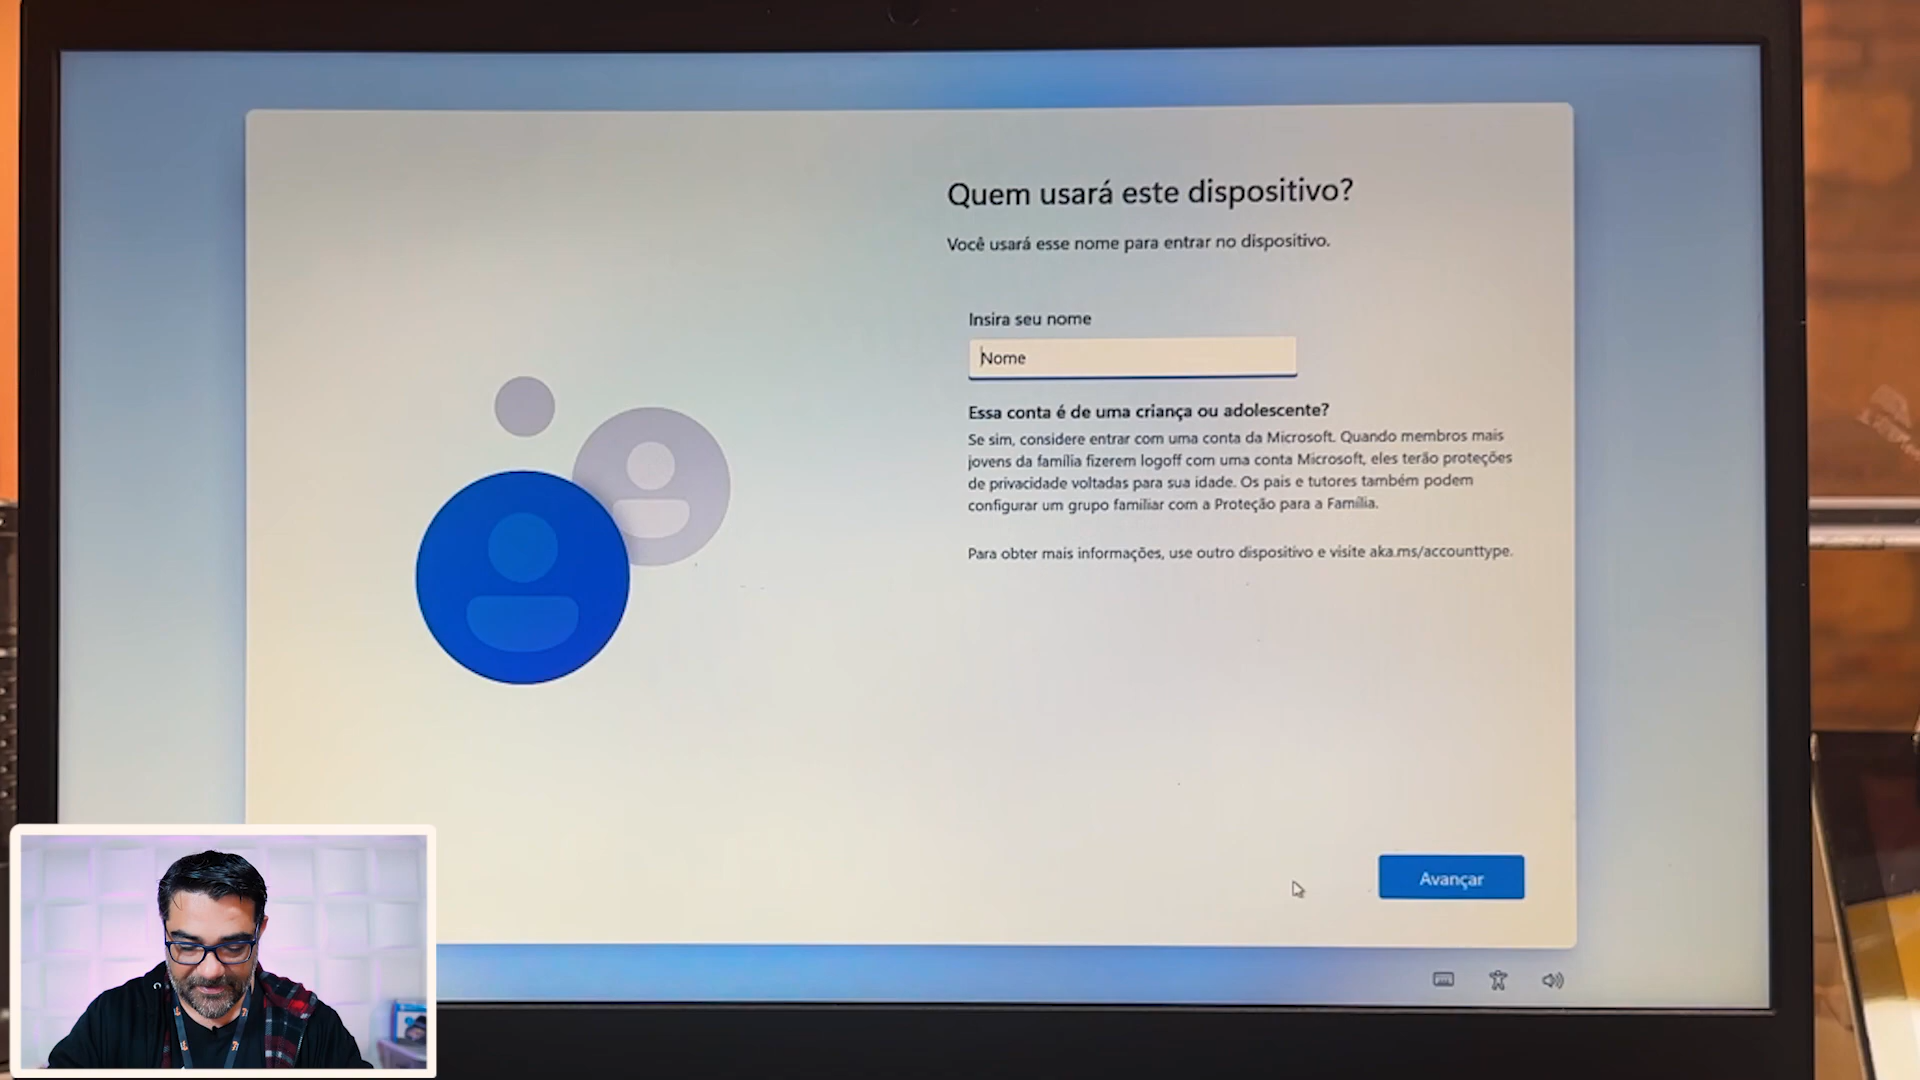 Quem usará este dispositivo?
Você usará esse nome para entrar no dispositivo.
Insira seu nome
Nome
Essa conta é de uma criança ou adolescente?
Se sim, considere entrar com uma conta da Microsoft. Quando membros mais
jovens da família fizerem logoff com uma conta Microsoft, eles terão proteções
de privacidade voltadas para sua idade. Os pais e tutores também podem
configurar um grupo familiar com a Proteção para a Família.
Para obter mais informações, use outro dispositivo e visite aka.ms/accounttype.
Avançar